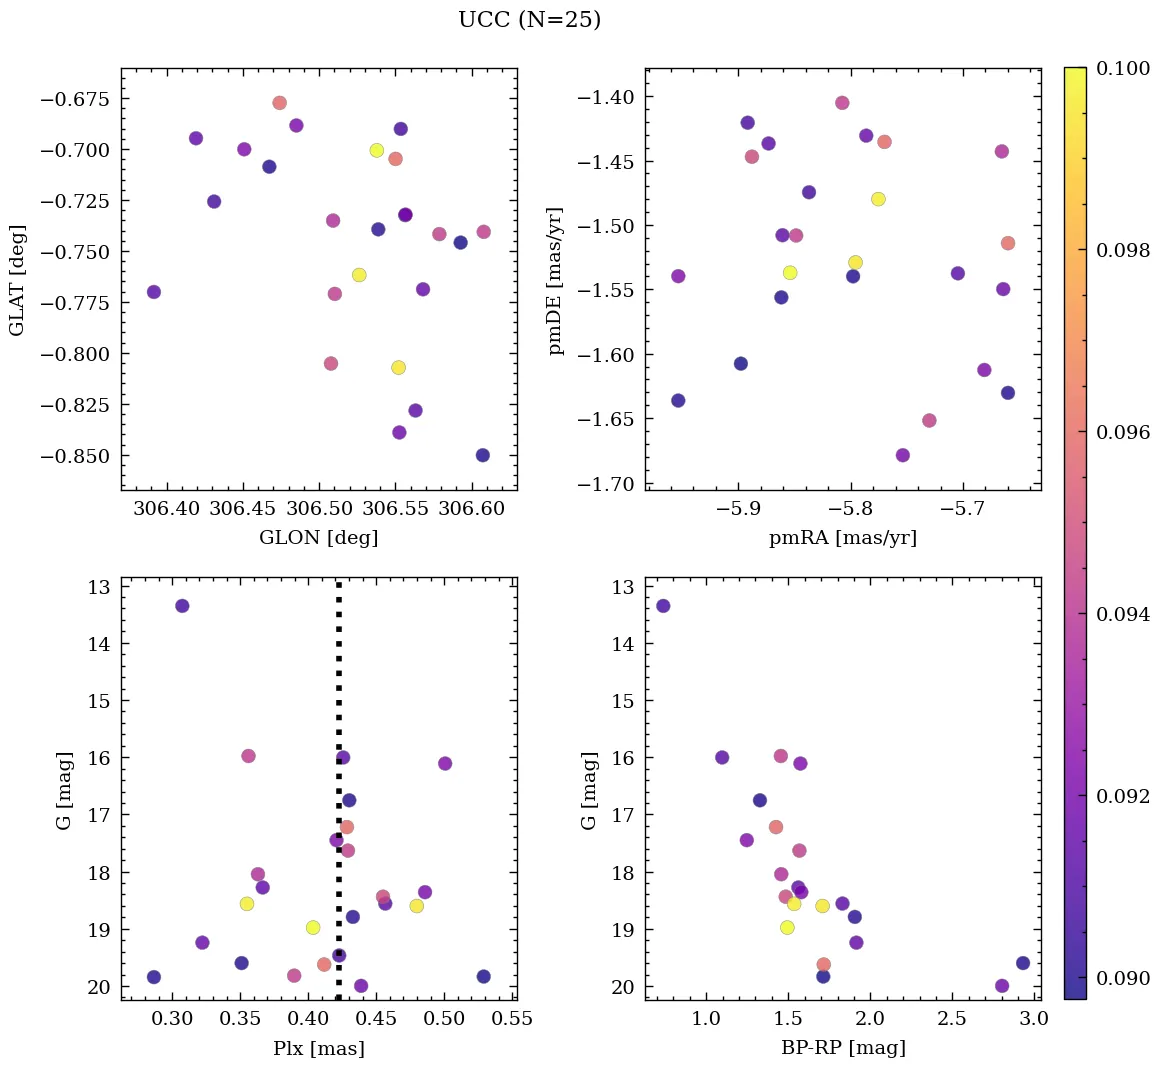 UCC (N=25)
−0.675
−0.700
−0.725
−0.750
−0.775
−0.800
−0.825
−0.850
GLAT [deg]
306.40 306.45 306.50 306.55 306.60
GLON [deg]
−1.40
−1.45
−1.50
−1.55
−1.60
−1.65
−1.70
pmDE [mas/yr]
−5.9 −5.8 −5.7
pmRA [mas/yr]
13
14
15
16
17
18
19
20
G [mag]
0.30 0.35 0.40 0.45 0.50 0.55
Plx [mas]
13
14
15
16
17
18
19
20
G [mag]
1.0 1.5 2.0 2.5 3.0
BP-RP [mag]
0.100
0.098
0.096
0.094
0.092
0.090